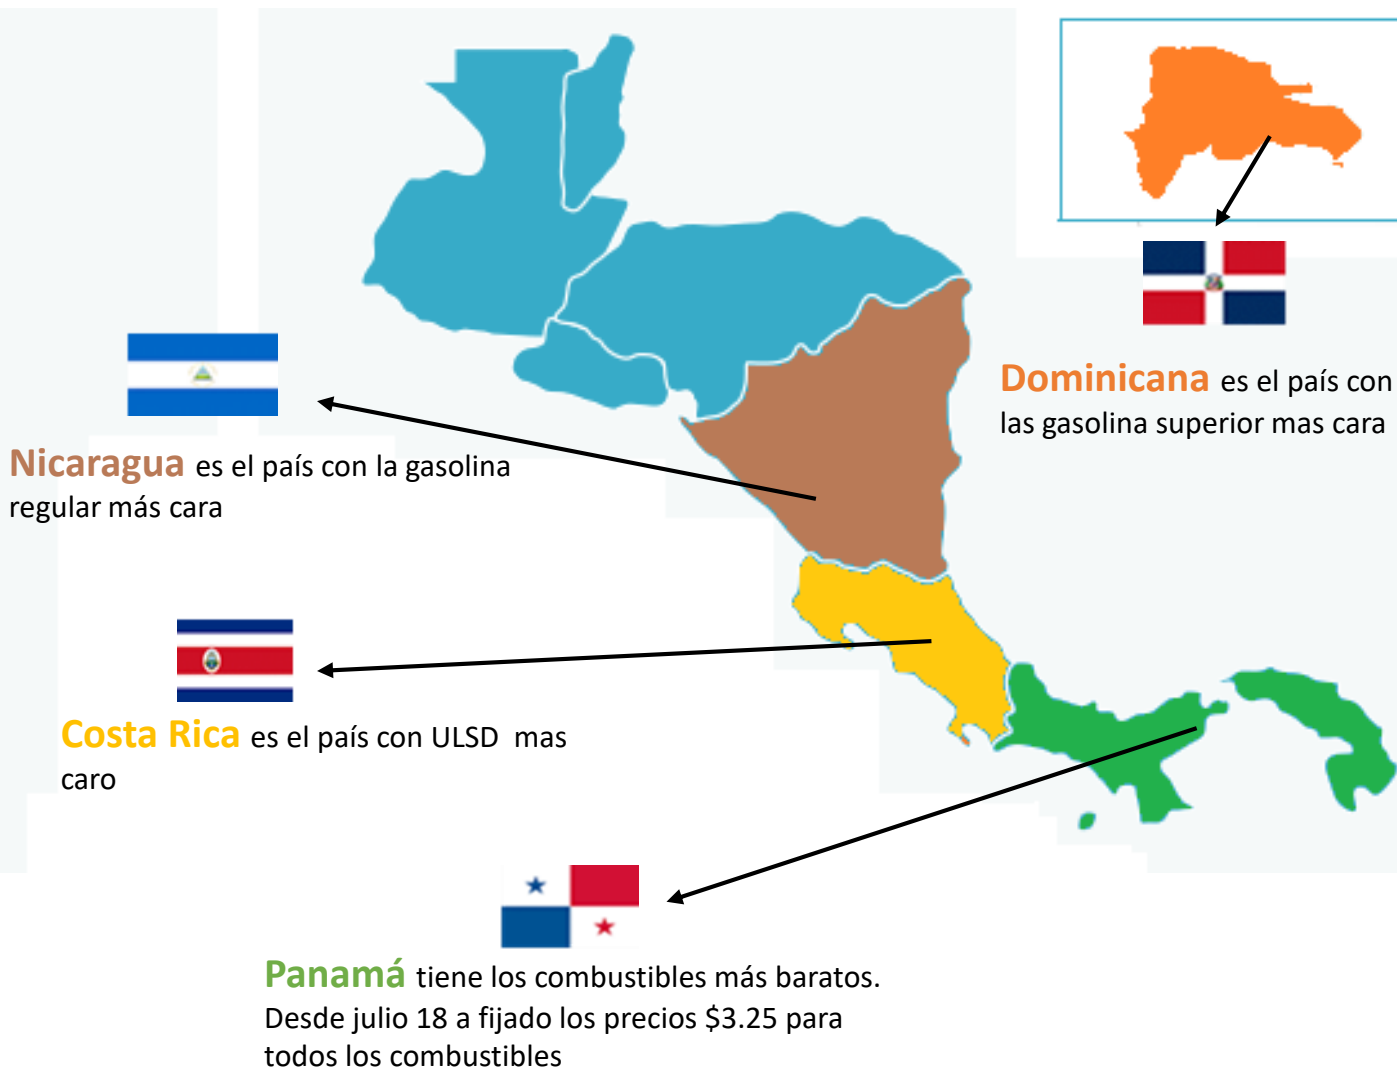 Dominicana es el país con
las gasolina superior mas cara
Nicaragua es el país con la gasolina
regular más cara
Costa Rica es el país con ULSD mas
caro
Panamá tiene los combustibles más baratos.
Desde julio 18 a fijado los precios $3.25 para
todos los combustibles